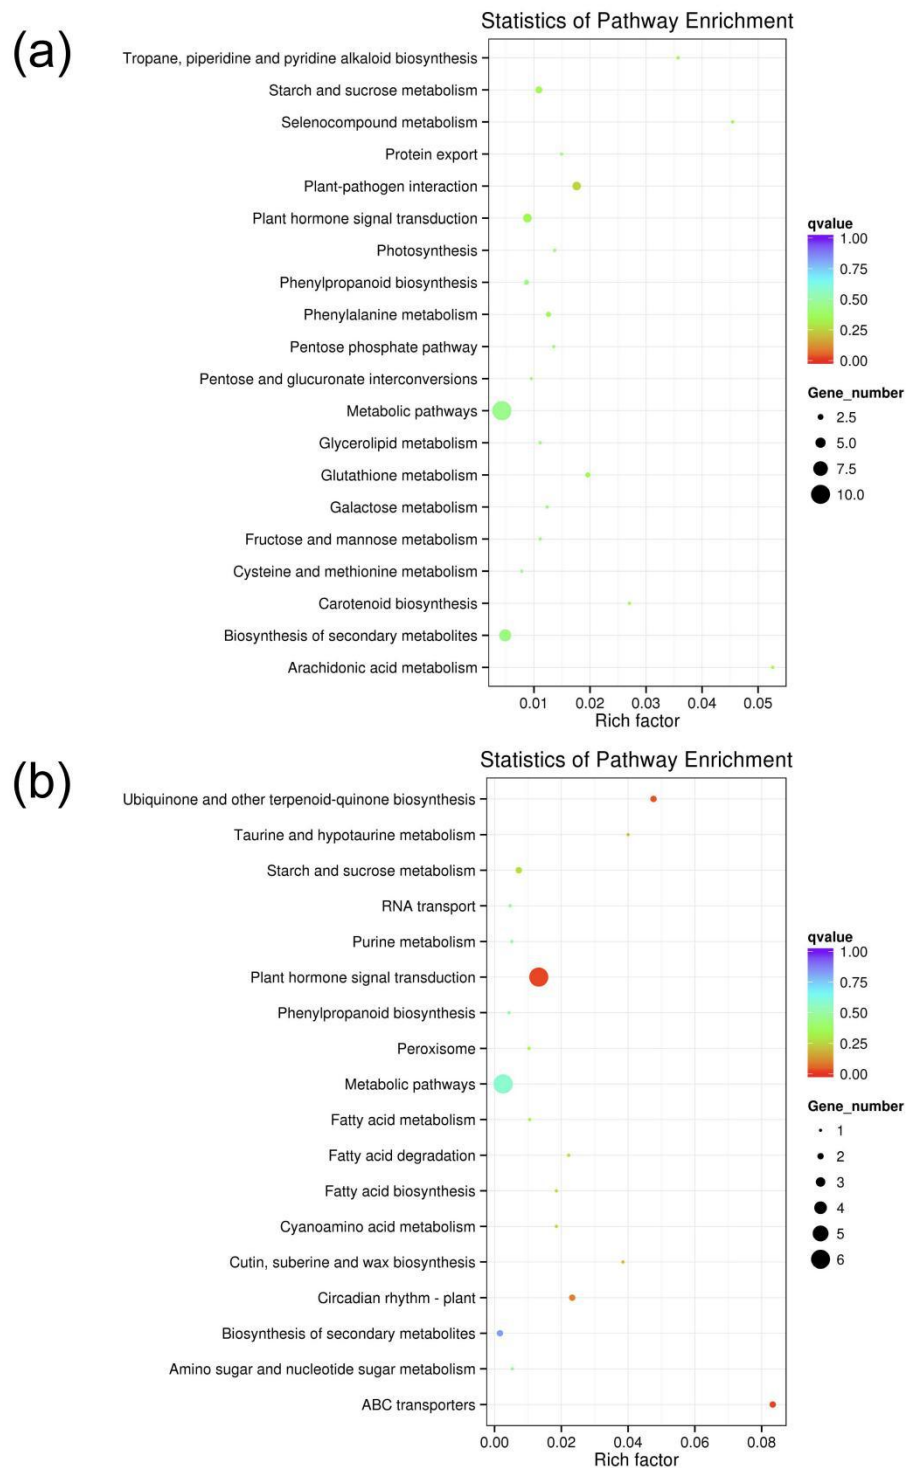 (a)
Statistics of Pathway Enrichment
Tropane, piperidine and pyridine alkaloid biosynthesis
Starch and sucrose metabolism
Selenocompound metabolism
Protein export
Plant-pathogen interaction
Plant hormone signal transduction
Photosynthesis
Phenylpropanoid biosynthesis
Phenylalanine metabolism
Pentose phosphate pathway
Pentose and glucuronate interconversions
Metabolic pathways
Glycerolipid metabolism
Glutathione metabolism
Galactose metabolism
Fructose and mannose metabolism
Cysteine and methionine metabolism
Carotenoid biosynthesis
Biosynthesis of secondary metabolites
Arachidonic acid metabolism
0.01 0.02 0.03 0.04 0.05
Rich factor
qvalue
1.00
0.75
0.50
0.25
0.00
Gene_number
2.5
5.0
7.5
10.0
(b)
Statistics of Pathway Enrichment
Ubiquinone and other terpenoid-quinone biosynthesis
Taurine and hypotaurine metabolism
Starch and sucrose metabolism
RNA transport
Purine metabolism
Plant hormone signal transduction
Phenylpropanoid biosynthesis
Peroxisome
Metabolic pathways
Fatty acid metabolism
Fatty acid degradation
Fatty acid biosynthesis
Cyanoamino acid metabolism
Cutin, suberine and wax biosynthesis
Circadian rhythm - plant
Biosynthesis of secondary metabolites
Amino sugar and nucleotide sugar metabolism
ABC transporters
0.00 0.02 0.04 0.06 0.08
Rich factor
qvalue
1.00
0.75
0.50
0.25
0.00
Gene_number
1
2
3
4
5
6